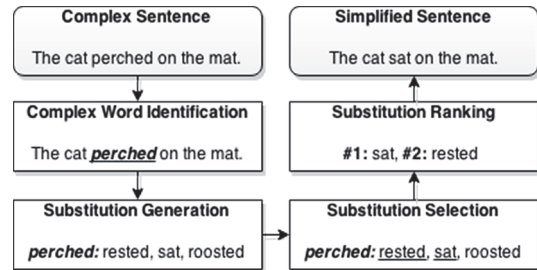 Complex Sentence
The cat perched on the mat.
Complex Word Identification
The cat perched on the mat.
Substitution Generation
perched: rested, sat, roosted
Substitution Selection
perched: rested, sat, roosted
Substitution Ranking
#1: sat, #2: rested
Simplified Sentence
The cat sat on the mat.